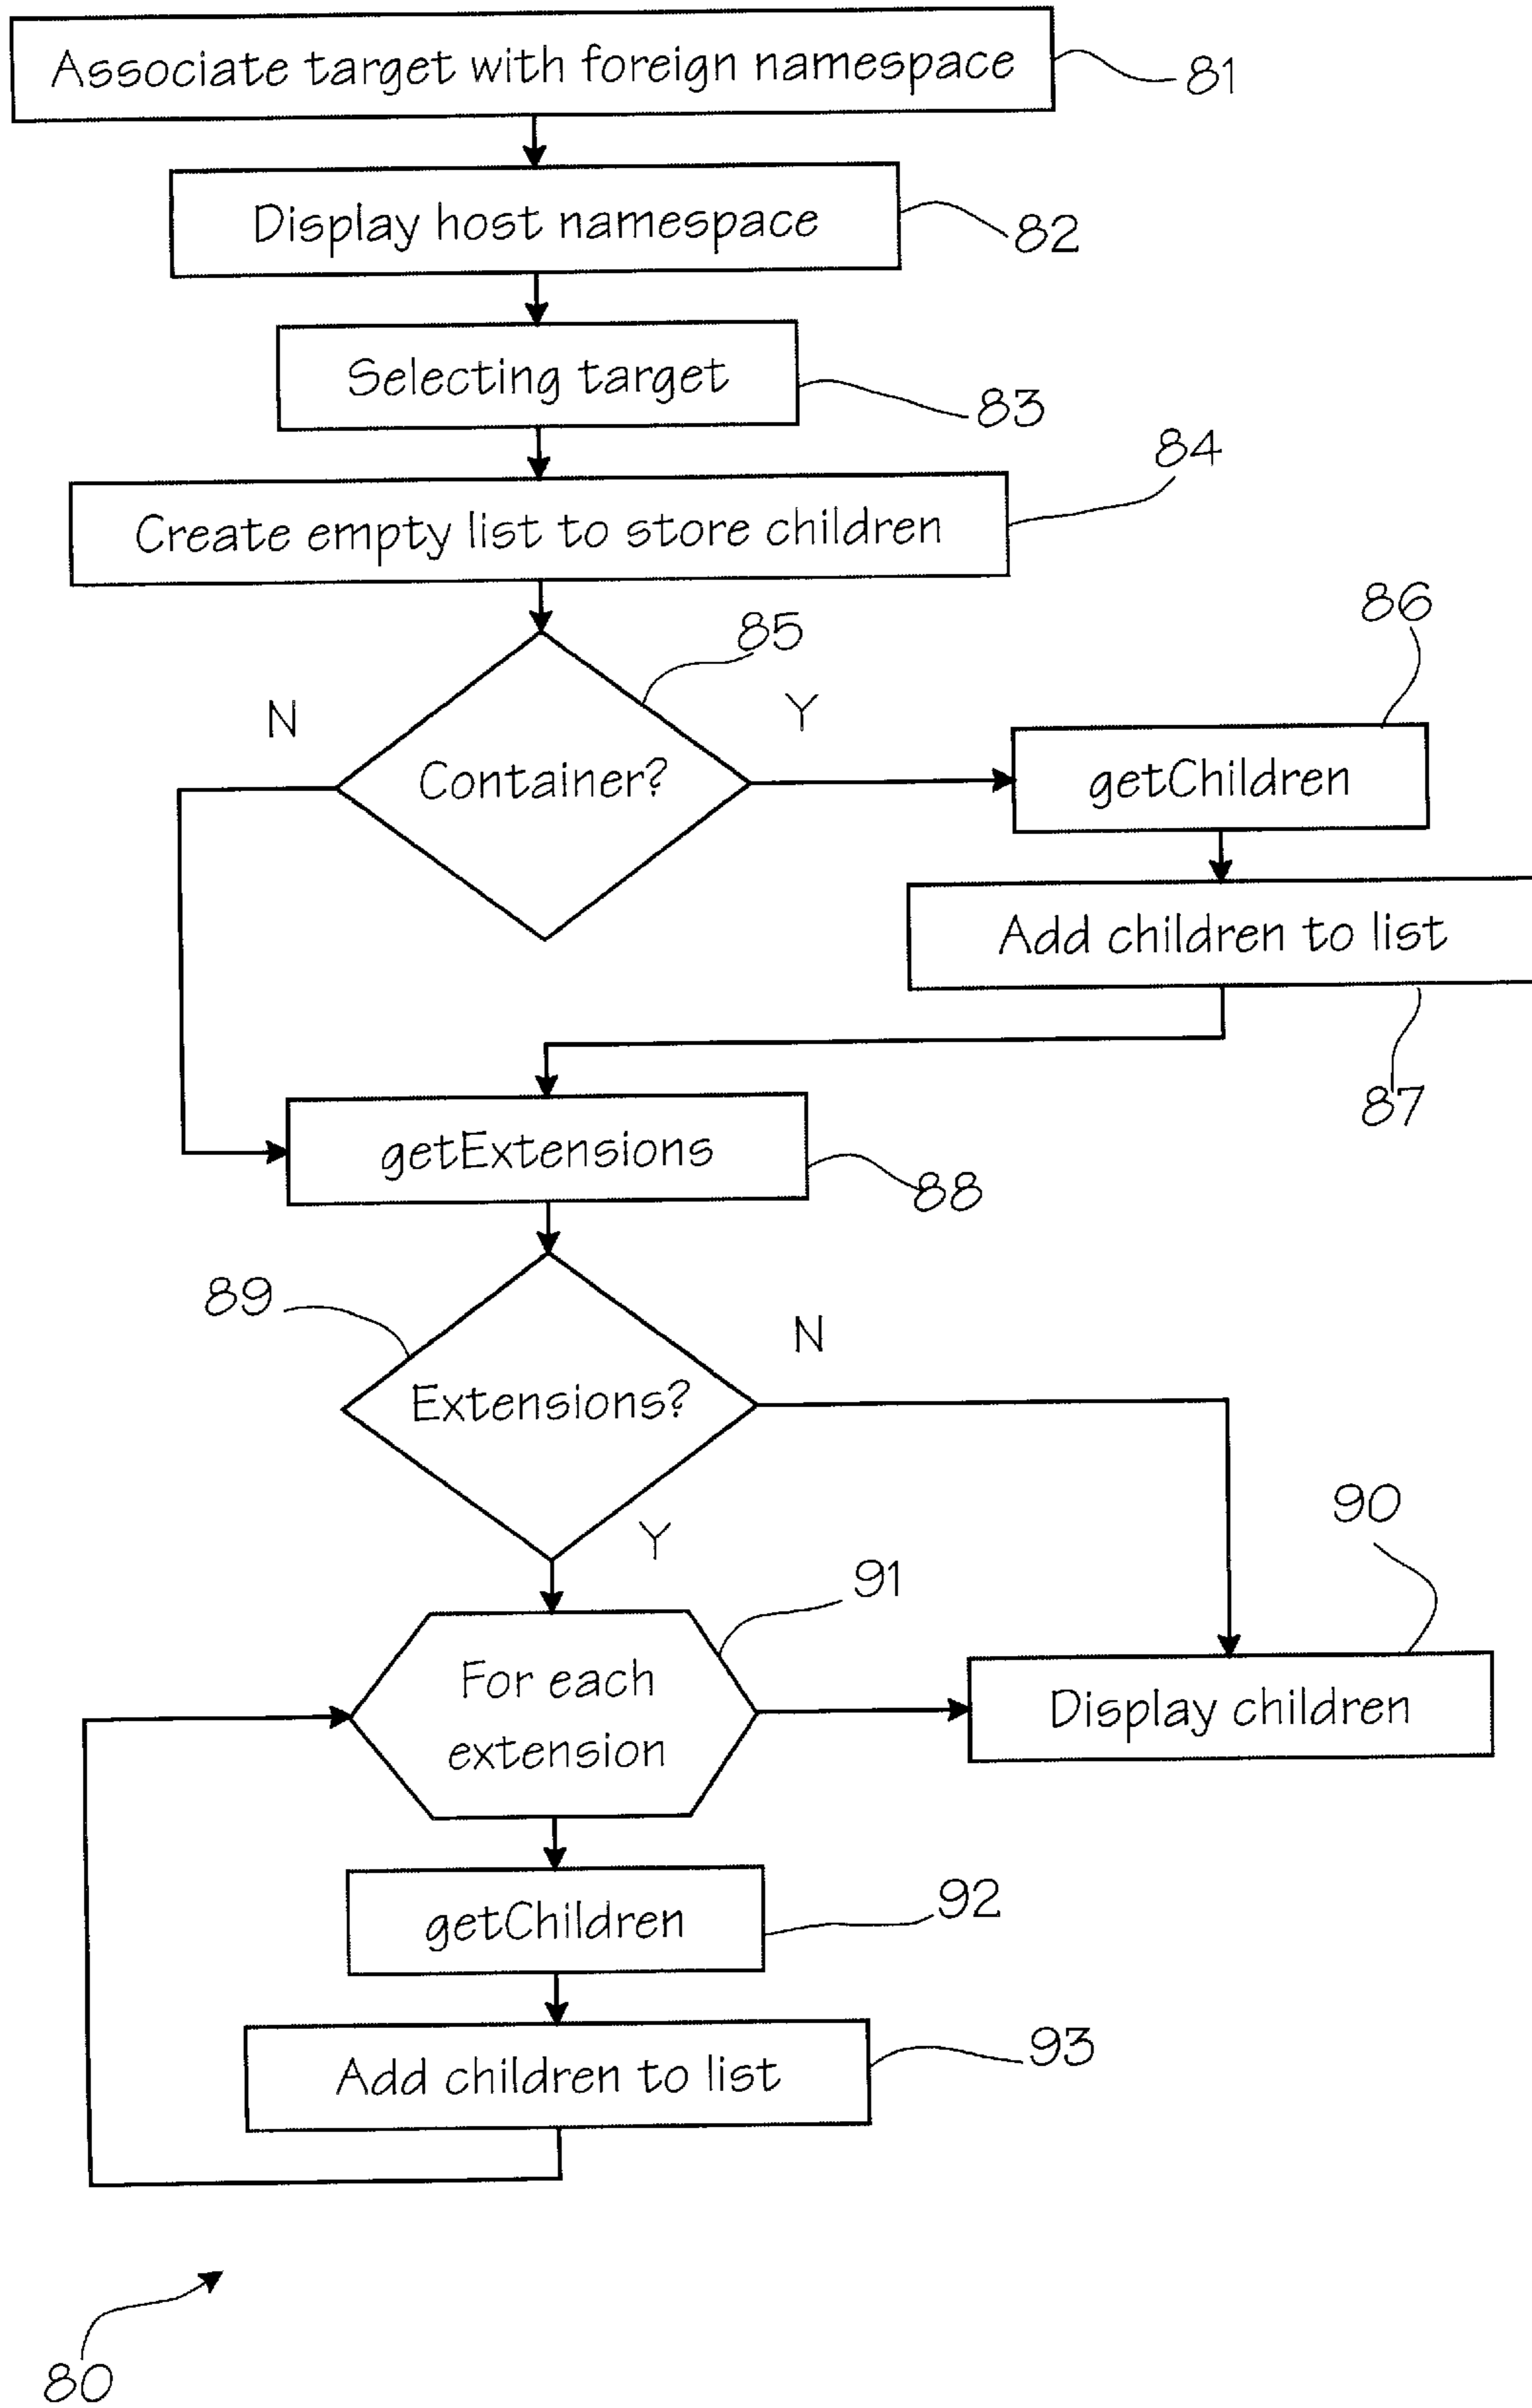 Associate target with foreign namespace
81
Display host namespace
82
Selecting target
83
84
Create empty list to store children
85
86
N
Y
Container?
getChildren
Add children to list
87
getExtensions
88
89
N
Extensions?
90
Y
91
For each
extension
Display children
getChildren
92
Add children to list
93
80